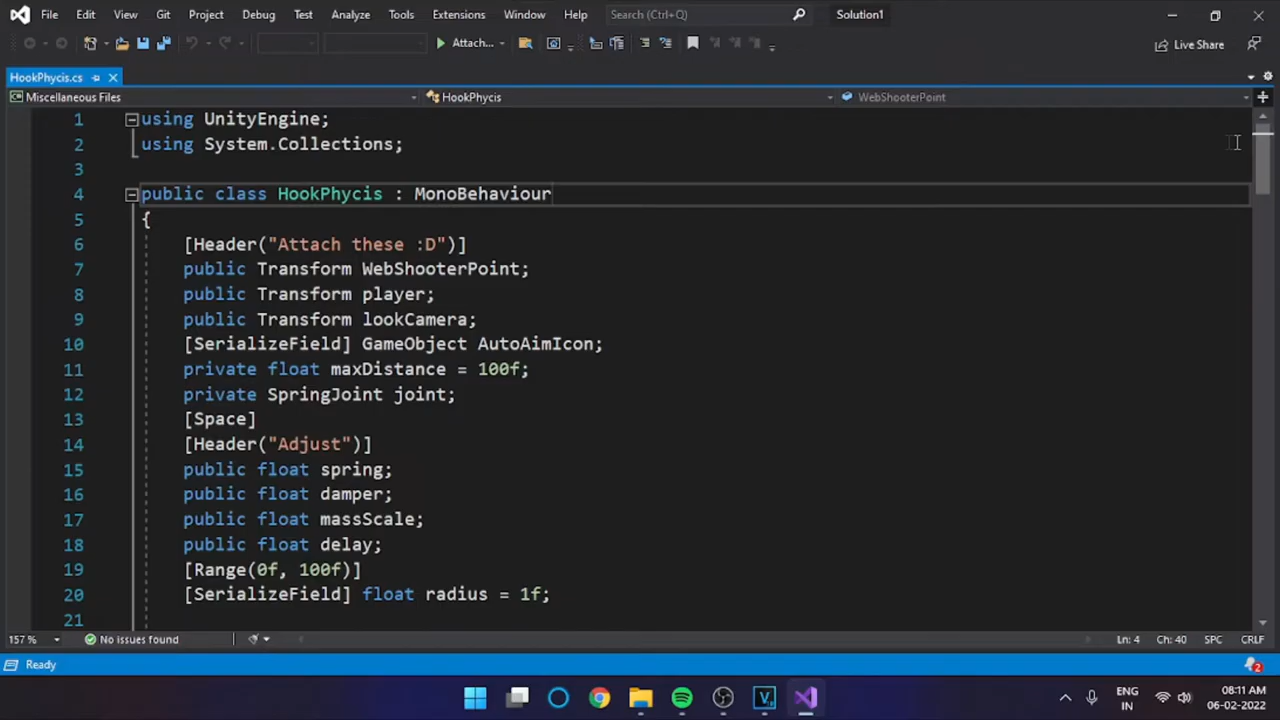 File Edit View Git Project Debug Test Analyze Tools Extensions Window Help Search (Ctrl+Q) Solution1
Attach... Live Share
HookPhycis.cs
Miscellaneous Files HookPhycis WebShooterPoint
1 using UnityEngine;
2 using System.Collections;
3
4 public class HookPhycis : MonoBehaviour
5 {
6 [Header("Attach these :D")]
7 public Transform WebShooterPoint;
8 public Transform player;
9 public Transform lookCamera;
10 [SerializeField] GameObject AutoAimIcon;
11 private float maxDistance = 100f;
12 private SpringJoint joint;
13 [Space]
14 [Header("Adjust")]
15 public float spring;
16 public float damper;
17 public float massScale;
18 public float delay;
19 [Range(0f, 100f)]
20 [SerializeField] float radius = 1f;
21
157 % No issues found Ln: 4 Ch: 40 SPC CRLF
Ready 2
ENG 08:11 AM
IN 06-02-2022